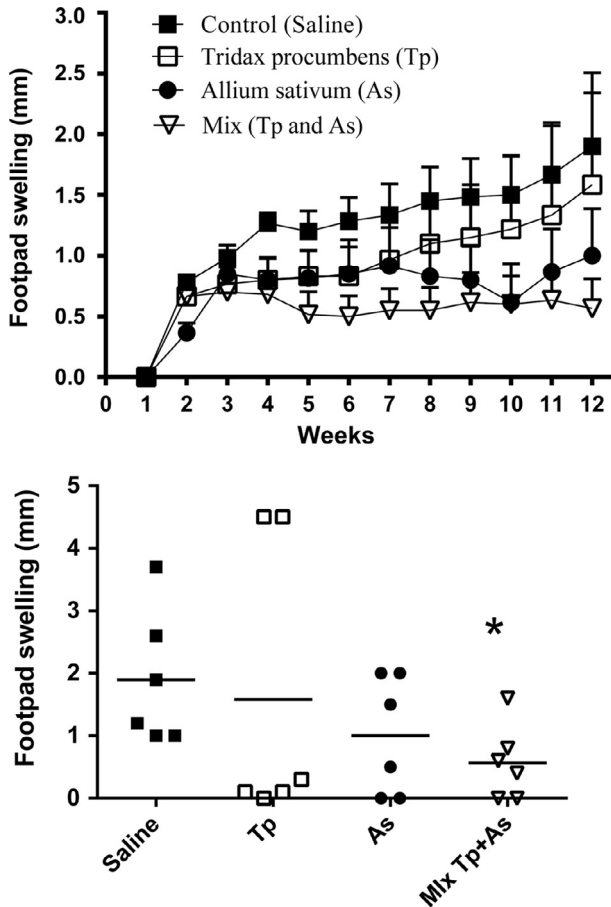 3.0
Control (Saline)
2.5
Tridax procumbens (Tp)
Allium sativum (As)
2.0
Mix (Tp and As)
1.5
1.0
0.5
0.0
Footpad swelling (mm)
0 1 2 3 4 5 6 7 8 9 10 11 12
Weeks
5
4
3
*
2
1
0
Footpad swelling (mm)
Saline
Tp
As
MIx Tp+As